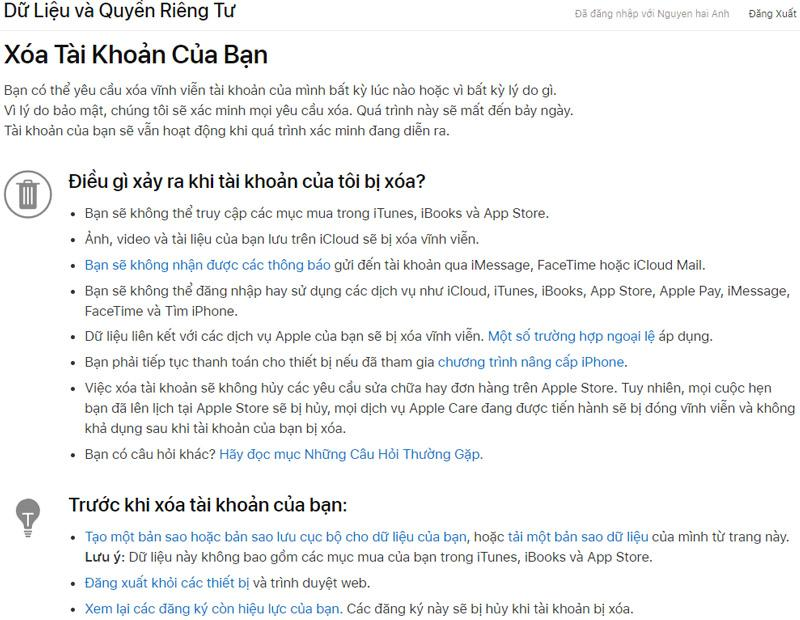 Dữ Liệu và Quyền Riêng Tư
Đã đăng nhập với Nguyen hai Anh
Đăng Xuất
Xóa Tài Khoản Của Bạn
Bạn có thể yêu cầu xóa vĩnh viễn tài khoản của mình bất kỳ lúc nào hoặc vì bất kỳ lý do gì.
Vì lý do bảo mật, chúng tôi sẽ xác minh mọi yêu cầu xóa. Quá trình này sẽ mất đến bảy ngày.
Tài khoản của bạn sẽ vẫn hoạt động khi quá trình xác minh đang diễn ra.
Điều gì xảy ra khi tài khoản của tôi bị xóa?
• Bạn sẽ không thể truy cập các mục mua trong iTunes, iBooks và App Store.
• Ảnh, video và tài liệu của bạn lưu trên iCloud sẽ bị xóa vĩnh viễn.
• Bạn sẽ không nhận được các thông báo gửi đến tài khoản qua iMessage, FaceTime hoặc iCloud Mail.
• Bạn sẽ không thể đăng nhập hay sử dụng các dịch vụ như iCloud, iTunes, iBooks, App Store, Apple Pay, iMessage,
FaceTime và Tìm iPhone.
• Dữ liệu liên kết với các dịch vụ Apple của bạn sẽ bị xóa vĩnh viễn. Một số trường hợp ngoại lệ áp dụng.
• Bạn phải tiếp tục thanh toán cho thiết bị nếu đã tham gia chương trình nâng cấp iPhone.
• Việc xóa tài khoản sẽ không hủy các yêu cầu sửa chữa hay đơn hàng trên Apple Store. Tuy nhiên, mọi cuộc hẹn
bạn đã lên lịch tại Apple Store sẽ bị hủy, mọi dịch vụ Apple Care đang được tiến hành sẽ bị đóng vĩnh viễn và không
khả dụng sau khi tài khoản của bạn bị xóa.
• Bạn có câu hỏi khác? Hãy đọc mục Những Câu Hỏi Thường Gặp.
Trước khi xóa tài khoản của bạn:
• Tạo một bản sao hoặc bản sao lưu cục bộ cho dữ liệu của bạn, hoặc tải một bản sao dữ liệu của mình từ trang này.
Lưu ý: Dữ liệu này không bao gồm các mục mua của bạn trong iTunes, iBooks và App Store.
• Đăng xuất khỏi các thiết bị và trình duyệt web.
• Xem lại các đăng ký còn hiệu lực của bạn. Các đăng ký này sẽ bị hủy khi tài khoản bị xóa.